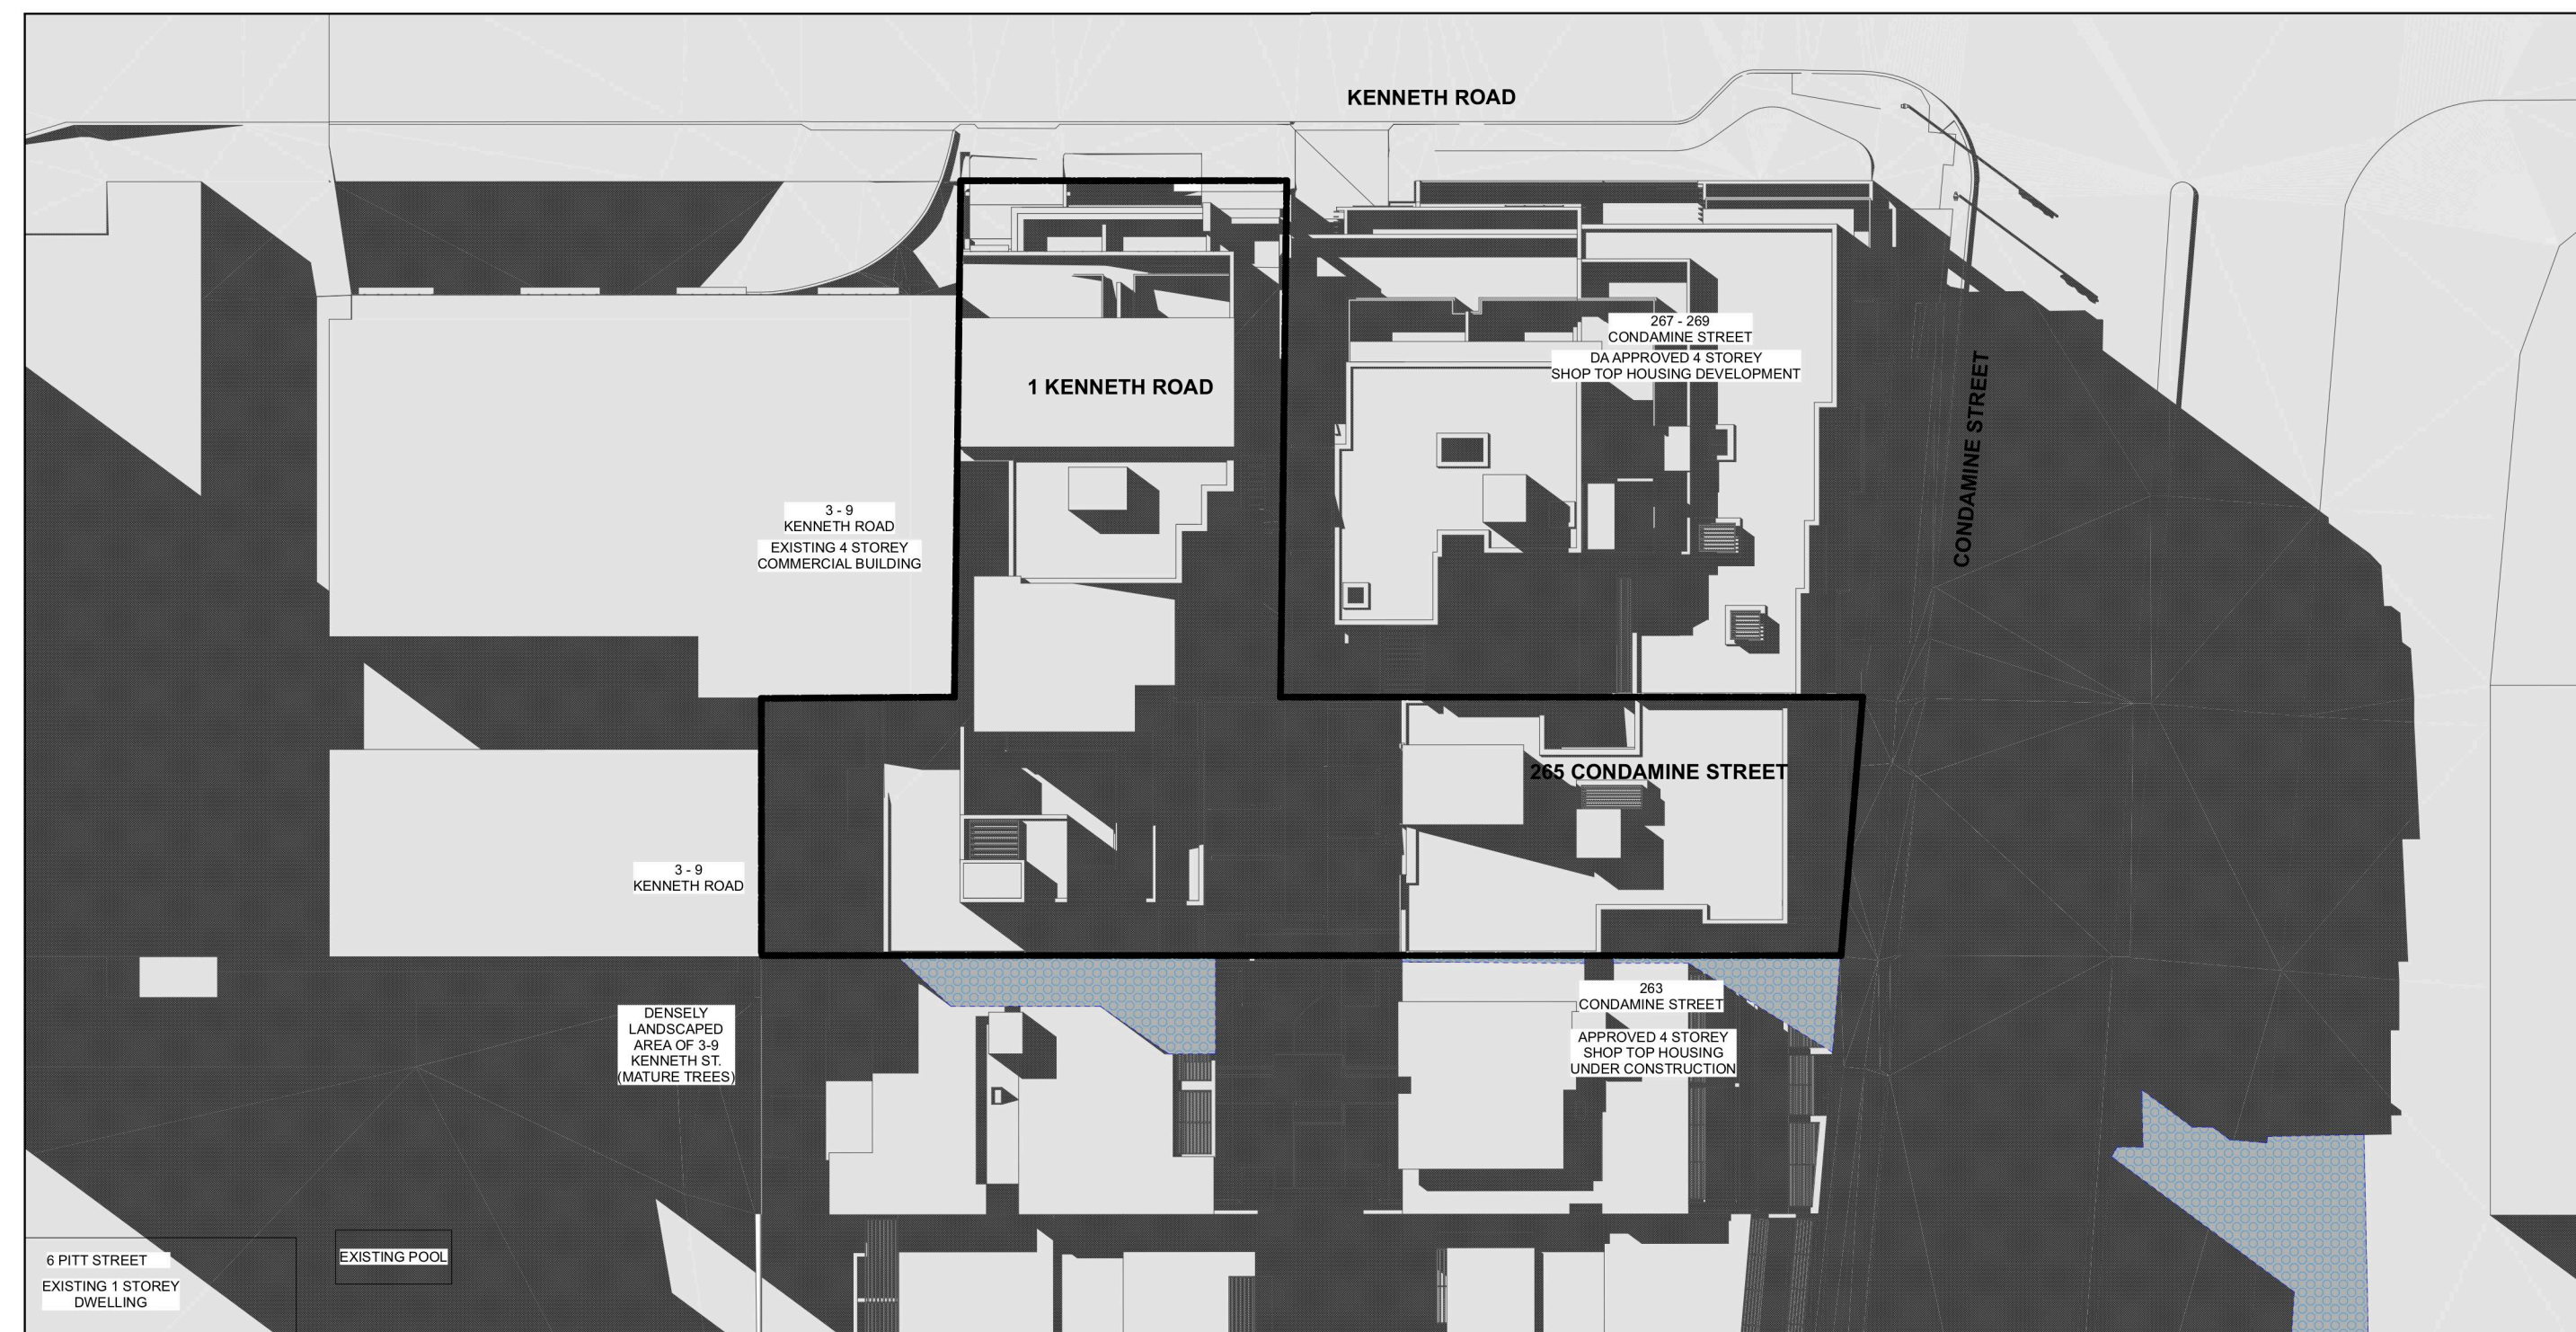 KENNETH ROAD
267 - 269
CONDAMINE STREET
DA APPROVED 4 STOREY
SHOP TOP HOUSING DEVELOPMENT
1 KENNETH ROAD
CONDAMINE STREET
3 - 9
KENNETH ROAD
EXISTING 4 STOREY
COMMERCIAL BUILDING
265 CONDAMINE STREET
3 - 9
KENNETH ROAD
263
CONDAMINE STREET
APPROVED 4 STOREY
SHOP TOP HOUSING
UNDER CONSTRUCTION
DENSELY
LANDSCAPED
AREA OF 3-9
KENNETH ST.
(MATURE TREES)
6 PITT STREET
EXISTING 1 STOREY
DWELLING
EXISTING POOL